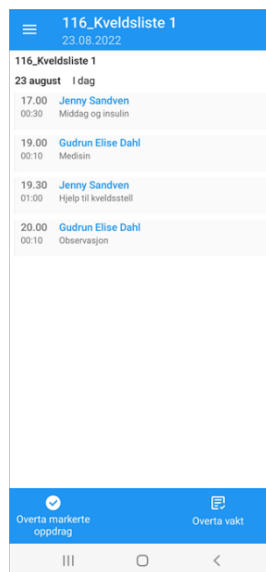 116_Kveldsliste 1
23.08.2022
116_Kveldsliste 1
23 august I dag
17.00 Jenny Sandven
00:30 Middag og insulin
19.00 Gudrun Elise Dahl
00:10 Medisin
19.30 Jenny Sandven
01:00 Hjelp til kveldsstell
20.00 Gudrun Elise Dahl
00:10 Observasjon
Overta markerte
oppdrag
Overta vakt